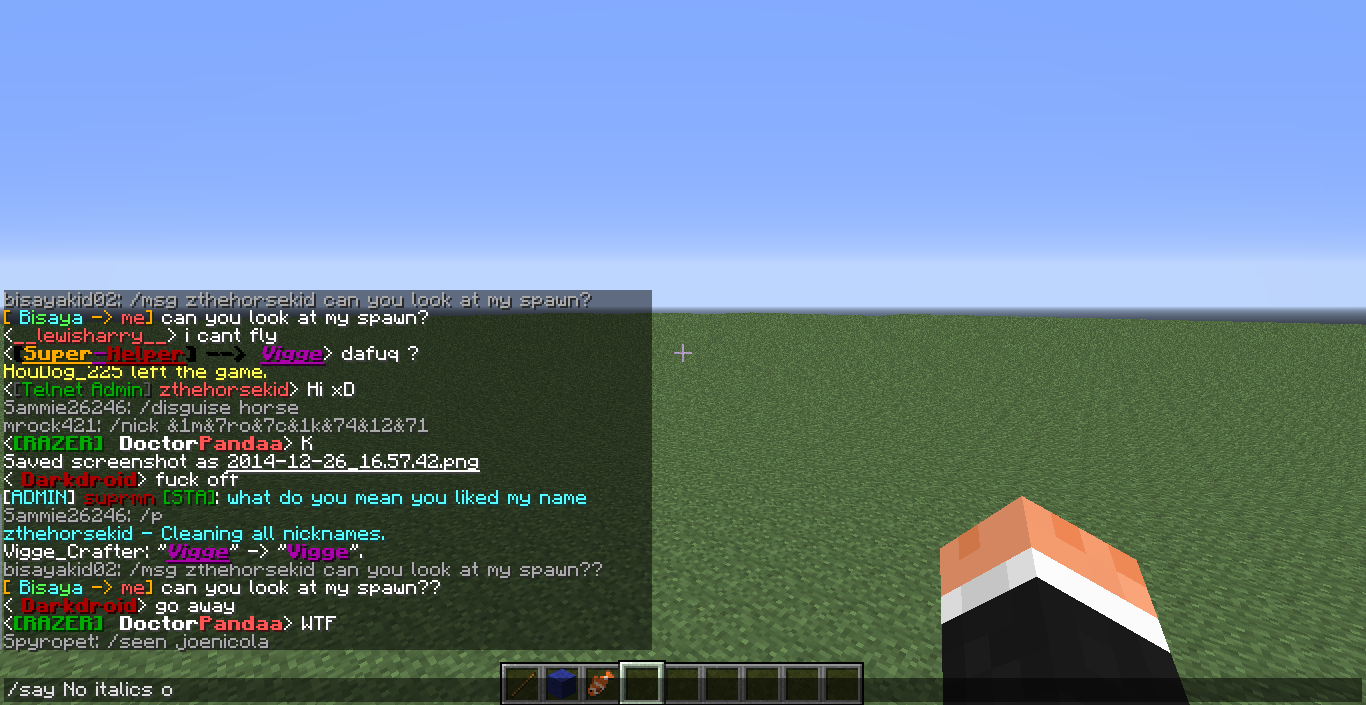 bisayakid02: /msg zthehorsekid can you look at my spawn?
[ Bisaya -> me] can you look at my spawn?
<__lewisharry__> i cant fly
<[Super-Helper] --> Vigge> dafuq ?
HouDog_225 left the game.
<[Telnet Admin] zthehorsekid> Hi xD
Sammie26246: /disguise horse
mrock421: /nick &1m&7ro&7c&1k&74&12&71
<[RAZER] DoctorPandaa> K
Saved screenshot as 2014-12-26_16.57.42.png
< Darkdroid> fuck off
[ADMIN] suprmn [STA]: what do you mean you liked my name
Sammie26246: /p
zthehorsekid - Cleaning all nicknames.
Vigge_Crafter: "Vigge" -> "Vigge".
bisayakid02: /msg zthehorsekid can you look at my spawn??
[ Bisaya -> me] can you look at my spawn??
< Darkdroid> go away
<[RAZER] DoctorPandaa> WTF
Spyropet: /seen joenicola
/say No italics o